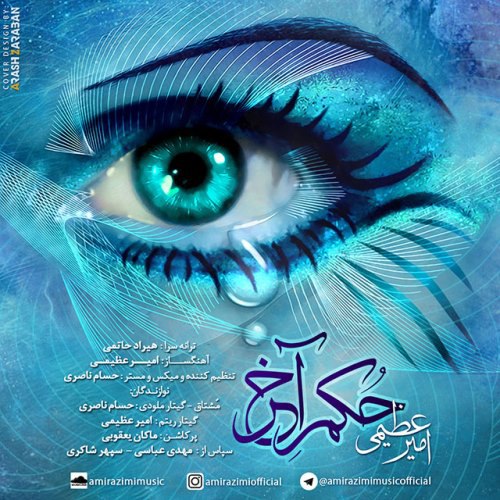 COVER DESIGN BY:
ARASH ZARABAN
حکم آخر
امیر عظیمی
ترانه سرا : هیراد حاتمی
آهنگساز : امیر عظیمی
تنظیم کننده و میکس و مستر : حسام ناصری
نوازندگان:
مشتاق - گیتار ملودی : حسام ناصری
گیتار ریتم : امیر عظیمی
پرکاشن : ماکان یعقوبی
سپاس از : مهدی عباسی - سپهر شاکری
amirazimimusic
amirazimiofficial
@amirazimimusicofficial